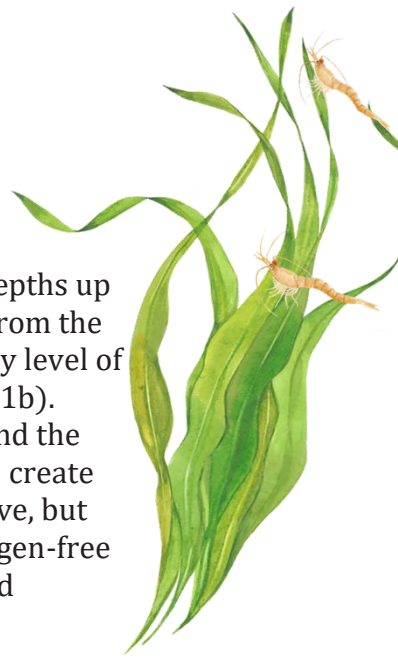 epths up
rom the
y level of
1b).
nd the
create
ve, but
gen-free
d